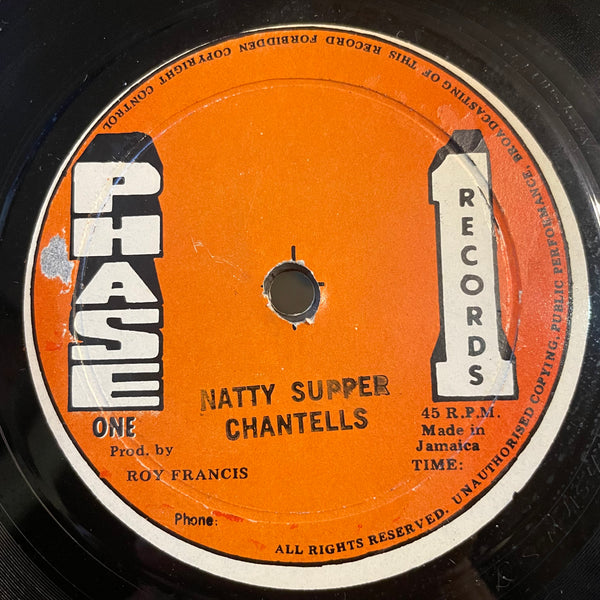 UNAUTHORISED COPYING, PUBLIC PERFORMANCE, BROADCASTING OF THIS RECORD FORBIDDEN COPYRIGHT CONTROL
PHASE
ONE
1
RECORDS
NATTY SUPPER
CHANTELLS
Prod. by
ROY FRANCIS
45 R.P.M.
Made in
Jamaica
TIME:
Phone:
ALL RIGHTS RESERVED.